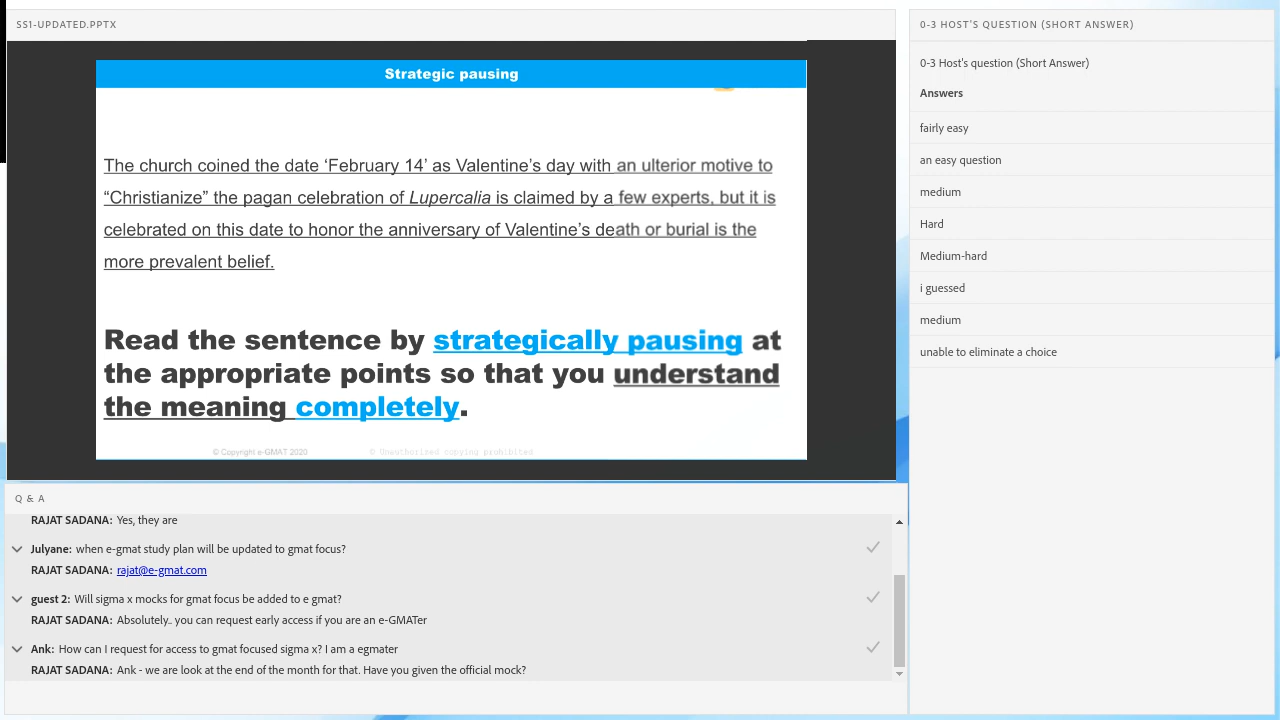 SS1-UPDATED.PPTX
Strategic pausing
The church coined the date ‘February 14’ as Valentine’s day with an ulterior motive to
“Christianize” the pagan celebration of Lupercalia is claimed by a few experts, but it is
celebrated on this date to honor the anniversary of Valentine’s death or burial is the
more prevalent belief.
Read the sentence by strategically pausing at
the appropriate points so that you understand
the meaning completely.
© Copyright e-GMAT 2020
© Unauthorized copying prohibited
Q & A
RAJAT SADANA: Yes, they are
Julyane: when e-gmat study plan will be updated to gmat focus?
RAJAT SADANA: rajat@e-gmat.com
guest 2: Will sigma x mocks for gmat focus be added to e gmat?
RAJAT SADANA: Absolutely.. you can request early access if you are an e-GMATer
Ank: How can I request for access to gmat focused sigma x? I am a egmater
RAJAT SADANA: Ank - we are look at the end of the month for that. Have you given the official mock?
0-3 HOST'S QUESTION (SHORT ANSWER)
0-3 Host's question (Short Answer)
Answers
fairly easy
an easy question
medium
Hard
Medium-hard
i guessed
medium
unable to eliminate a choice